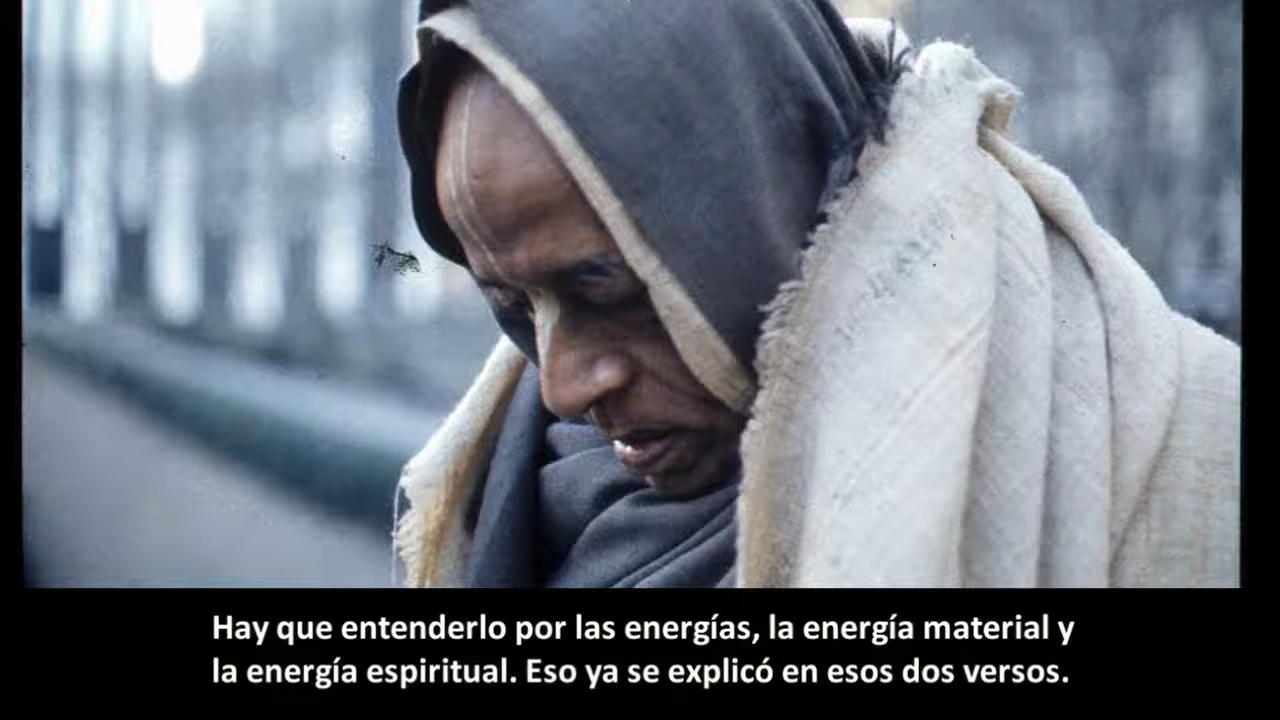 Hay que entenderlo por las energías, la energía material y
la energía espiritual. Eso ya se explicó en esos dos versos.